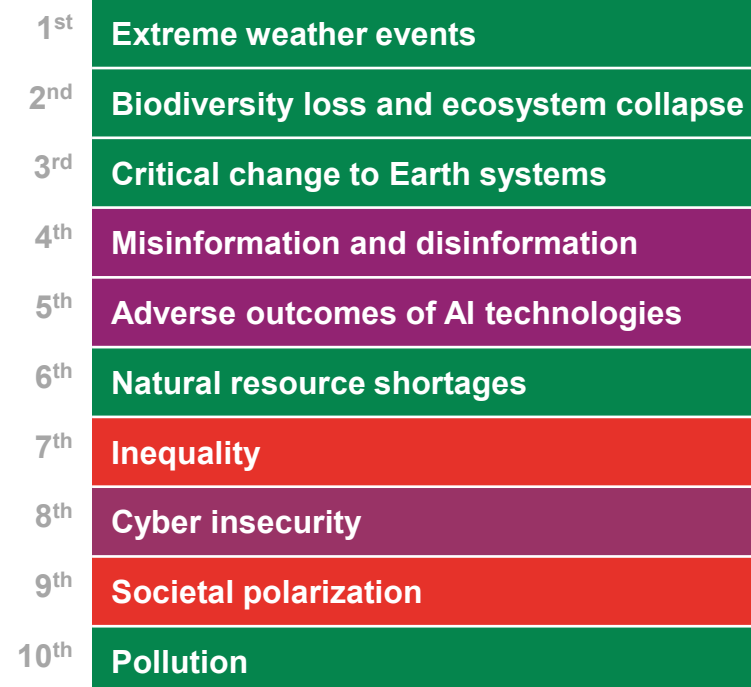 1st Extreme weather events
2nd Biodiversity loss and ecosystem collapse
3rd Critical change to Earth systems
4th Misinformation and disinformation
5th Adverse outcomes of AI technologies
6th Natural resource shortages
7th Inequality
8th Cyber insecurity
9th Societal polarization
10th Pollution